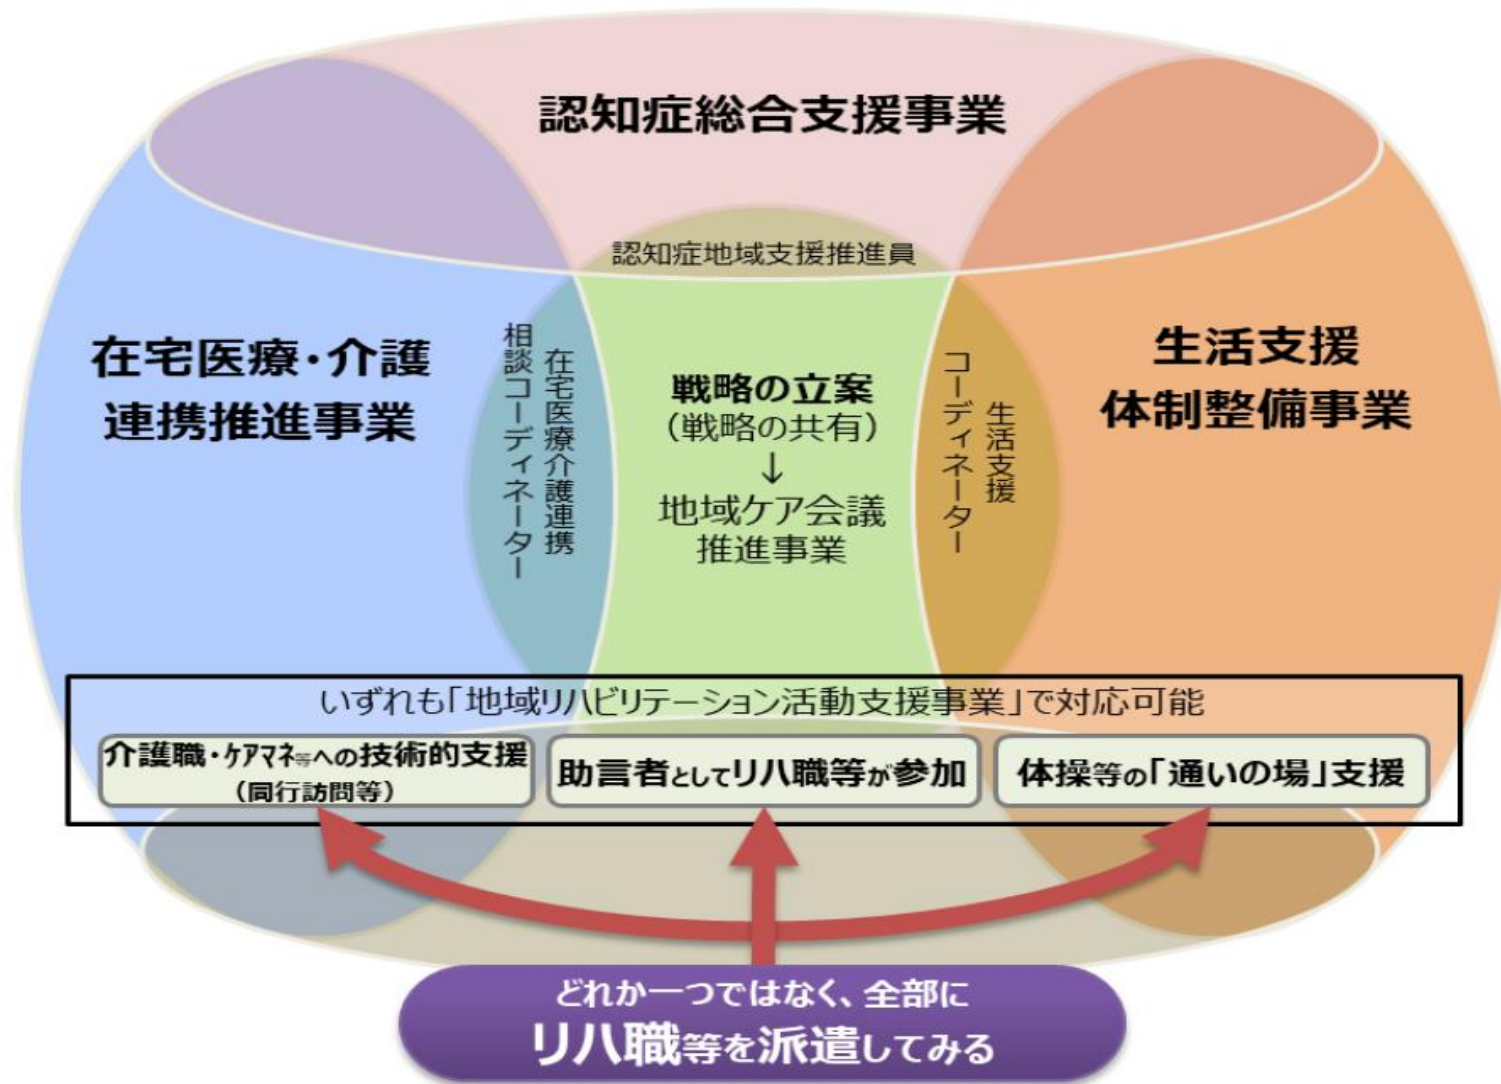 認知症総合支援事業
認知症地域支援推進員
在宅医療・介護
連携推進事業
在宅医療介護連携
相談コーディネーター
戦略の立案
（戦略の共有）
↓
地域ケア会議
推進事業
生活支援
コーディネーター
生活支援
体制整備事業
いずれも「地域リハビリテーション活動支援事業」で対応可能
介護職・ケアマネ等への技術的支援
（同行訪問等）
助言者としてリハ職等が参加
体操等の「通いの場」支援
どれか一つではなく、全部に
リハ職等を派遣してみる